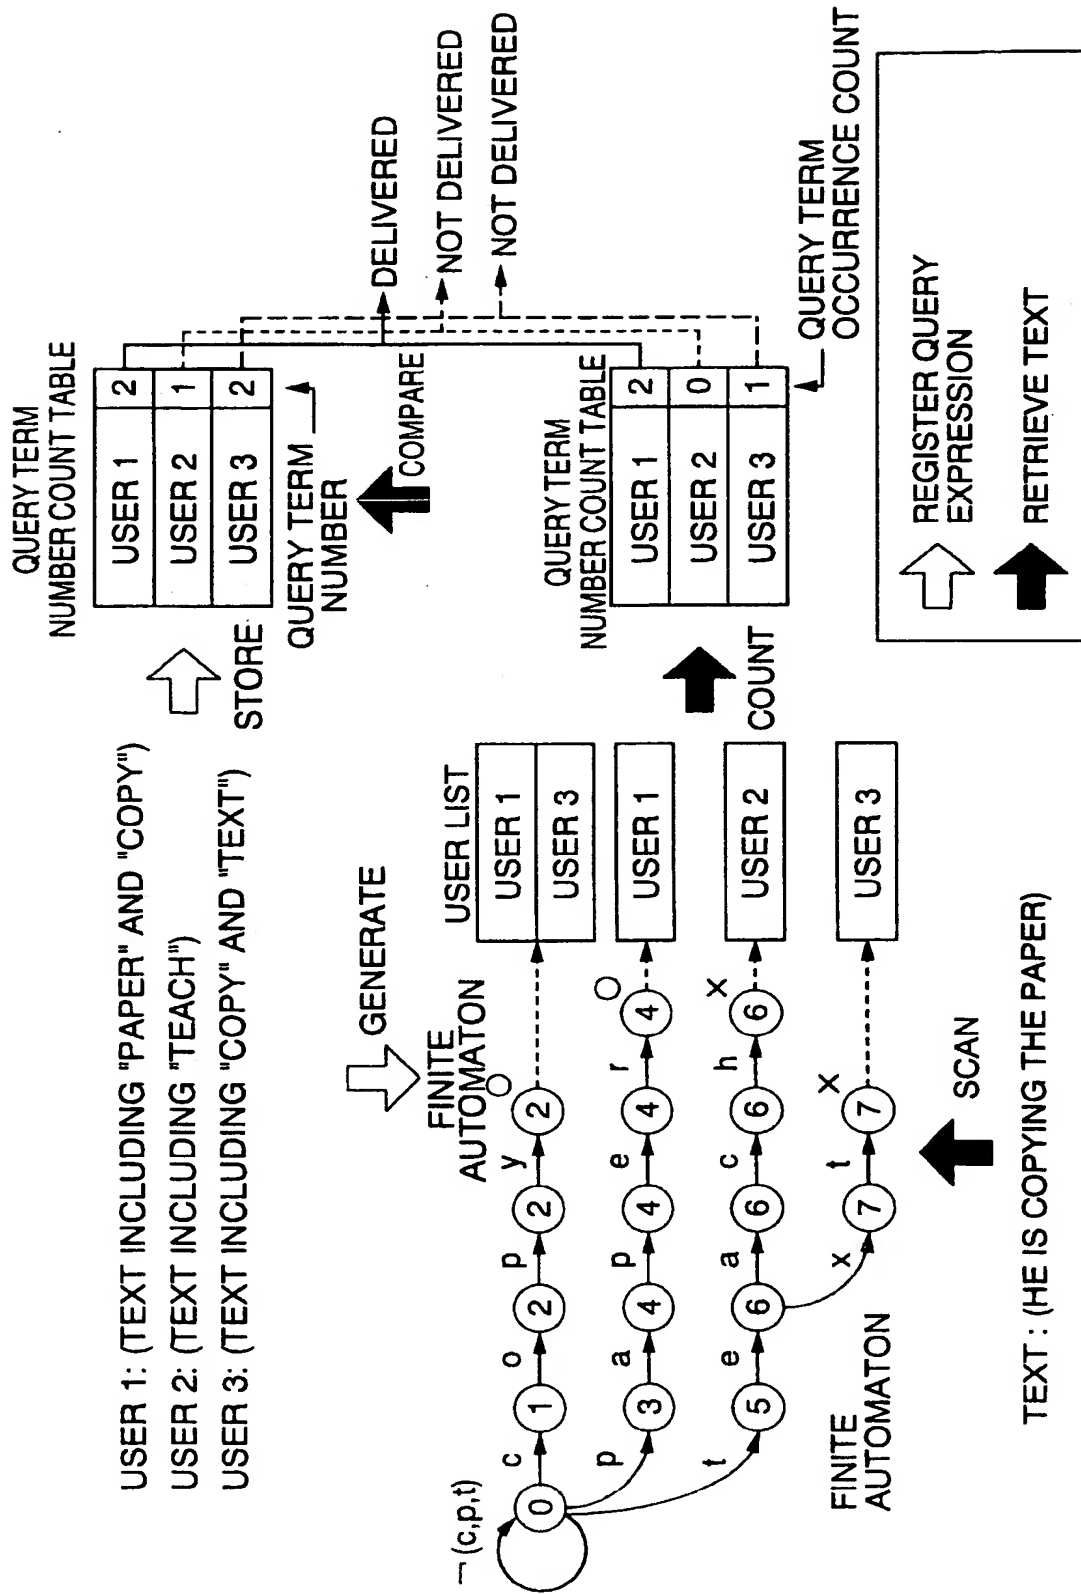 USER 1: (TEXT INCLUDING "PAPER" AND "COPY")
USER 2: (TEXT INCLUDING "TEACH")
USER 3: (TEXT INCLUDING "COPY" AND "TEXT")
STORE
QUERY TERM
NUMBER COUNT TABLE
USER 1 2
USER 2 1
USER 3 2
QUERY TERM
NUMBER
COMPARE
DELIVERED
NOT DELIVERED
NOT DELIVERED
GENERATE
FINITE
AUTOMATON
USER LIST
¬ (c,p,t)
0 c 1 o 2 p 2 y 2 ○
USER 1
USER 3
p 3 a 4 p 4 e 4 r 4 ○
USER 1
t 5 e 6 a 6 c 6 h 6 ×
USER 2
x 7 t 7 ×
USER 3
FINITE
AUTOMATON
SCAN
TEXT : (HE IS COPYING THE PAPER)
COUNT
QUERY TERM
NUMBER COUNT TABLE
USER 1 2
USER 2 0
USER 3 1
QUERY TERM
OCCURRENCE COUNT
REGISTER QUERY
EXPRESSION
RETRIEVE TEXT